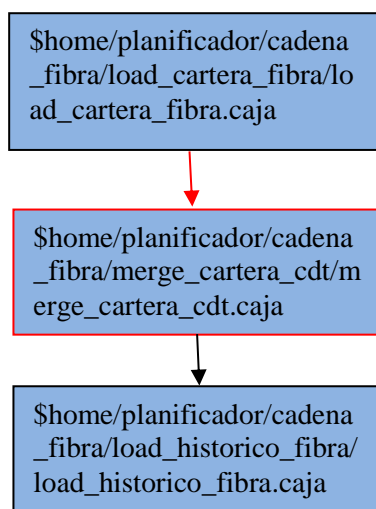 $home/planificador/cadena
_fibra/load_cartera_fibra/lo
ad_cartera_fibra.caja
$home/planificador/cadena
_fibra/merge_cartera_cdt/m
erge_cartera_cdt.caja
$home/planificador/cadena
_fibra/load_historico_fibra/
load_historico_fibra.caja